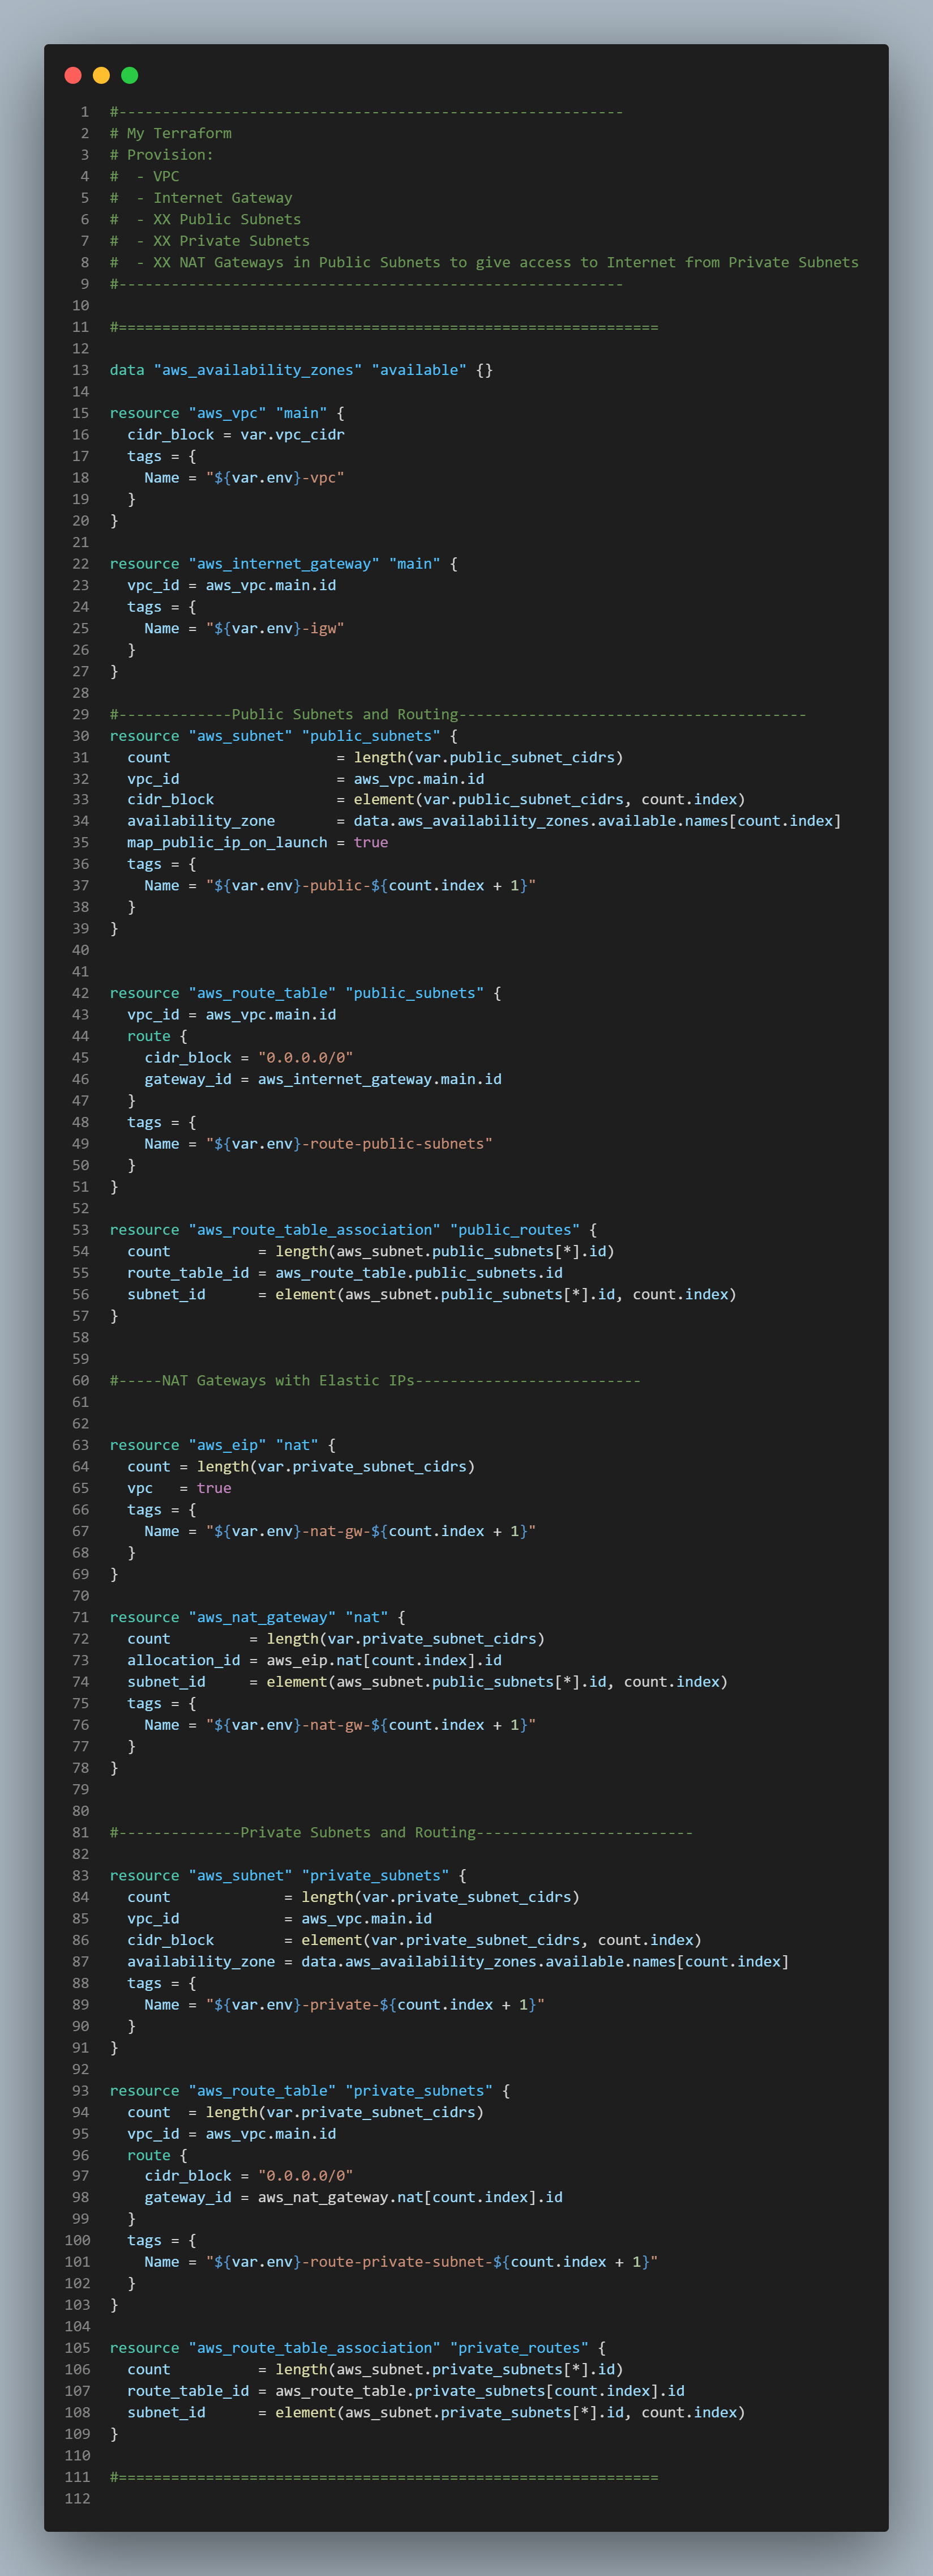 1 #----------------------------------------------------------
2 # My Terraform
3 # Provision:
4 #  - VPC
5 #  - Internet Gateway
6 #  - XX Public Subnets
7 #  - XX Private Subnets
8 #  - XX NAT Gateways in Public Subnets to give access to Internet from Private Subnets
9 #----------------------------------------------------------
10
11 #==============================================================
12
13 data "aws_availability_zones" "available" {}
14
15 resource "aws_vpc" "main" {
16   cidr_block = var.vpc_cidr
17   tags = {
18     Name = "${var.env}-vpc"
19   }
20 }
21
22 resource "aws_internet_gateway" "main" {
23   vpc_id = aws_vpc.main.id
24   tags = {
25     Name = "${var.env}-igw"
26   }
27 }
28
29 #-------------Public Subnets and Routing----------------------------------------
30 resource "aws_subnet" "public_subnets" {
31   count                   = length(var.public_subnet_cidrs)
32   vpc_id                  = aws_vpc.main.id
33   cidr_block              = element(var.public_subnet_cidrs, count.index)
34   availability_zone       = data.aws_availability_zones.available.names[count.index]
35   map_public_ip_on_launch = true
36   tags = {
37     Name = "${var.env}-public-${count.index + 1}"
38   }
39 }
40
41
42 resource "aws_route_table" "public_subnets" {
43   vpc_id = aws_vpc.main.id
44   route {
45     cidr_block = "0.0.0.0/0"
46     gateway_id = aws_internet_gateway.main.id
47   }
48   tags = {
49     Name = "${var.env}-route-public-subnets"
50   }
51 }
52
53 resource "aws_route_table_association" "public_routes" {
54   count          = length(aws_subnet.public_subnets[*].id)
55   route_table_id = aws_route_table.public_subnets.id
56   subnet_id      = element(aws_subnet.public_subnets[*].id, count.index)
57 }
58
59
60 #-----NAT Gateways with Elastic IPs--------------------------
61
62
63 resource "aws_eip" "nat" {
64   count = length(var.private_subnet_cidrs)
65   vpc   = true
66   tags = {
67     Name = "${var.env}-nat-gw-${count.index + 1}"
68   }
69 }
70
71 resource "aws_nat_gateway" "nat" {
72   count         = length(var.private_subnet_cidrs)
73   allocation_id = aws_eip.nat[count.index].id
74   subnet_id     = element(aws_subnet.public_subnets[*].id, count.index)
75   tags = {
76     Name = "${var.env}-nat-gw-${count.index + 1}"
77   }
78 }
79
80
81 #--------------Private Subnets and Routing-------------------------
82
83 resource "aws_subnet" "private_subnets" {
84   count             = length(var.private_subnet_cidrs)
85   vpc_id            = aws_vpc.main.id
86   cidr_block        = element(var.private_subnet_cidrs, count.index)
87   availability_zone = data.aws_availability_zones.available.names[count.index]
88   tags = {
89     Name = "${var.env}-private-${count.index + 1}"
90   }
91 }
92
93 resource "aws_route_table" "private_subnets" {
94   count  = length(var.private_subnet_cidrs)
95   vpc_id = aws_vpc.main.id
96   route {
97     cidr_block = "0.0.0.0/0"
98     gateway_id = aws_nat_gateway.nat[count.index].id
99   }
100   tags = {
101     Name = "${var.env}-route-private-subnet-${count.index + 1}"
102   }
103 }
104
105 resource "aws_route_table_association" "private_routes" {
106   count          = length(aws_subnet.private_subnets[*].id)
107   route_table_id = aws_route_table.private_subnets[count.index].id
108   subnet_id      = element(aws_subnet.private_subnets[*].id, count.index)
109 }
110
111 #==============================================================
112